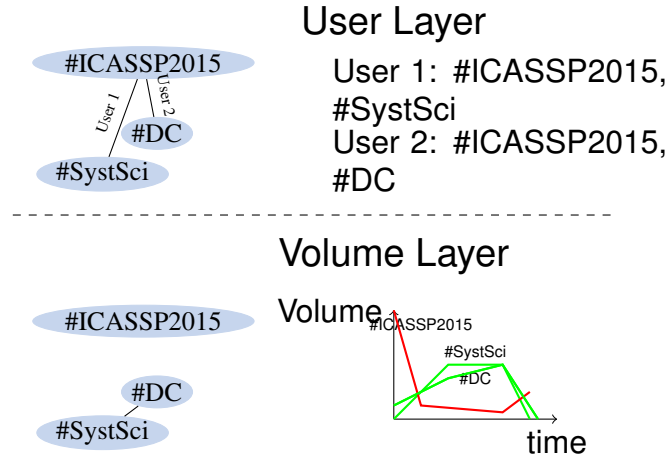 User Layer
#ICASSP2015
User 1
User 2
#DC
#SystSci
User 1: #ICASSP2015,
#SystSci
User 2: #ICASSP2015,
#DC
Volume Layer
#ICASSP2015
#DC
#SystSci
Volume
#ICASSP2015
#SystSci
#DC
time